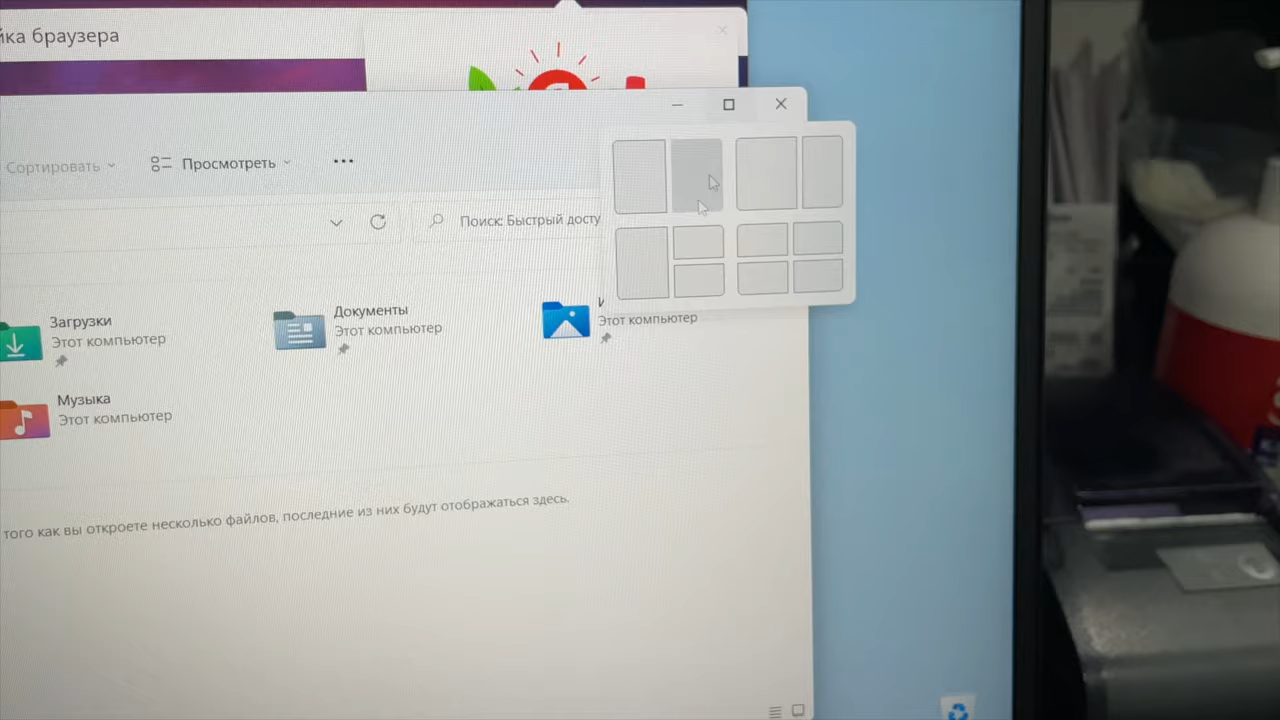 йка браузера
Сортировать
Просмотреть
Поиск: Быстрый досту
Загрузки
Этот компьютер
Документы
Этот компьютер
Этот компьютер
Музыка
Этот компьютер
того как вы откроете несколько файлов, последние из них будут отображаться здесь.